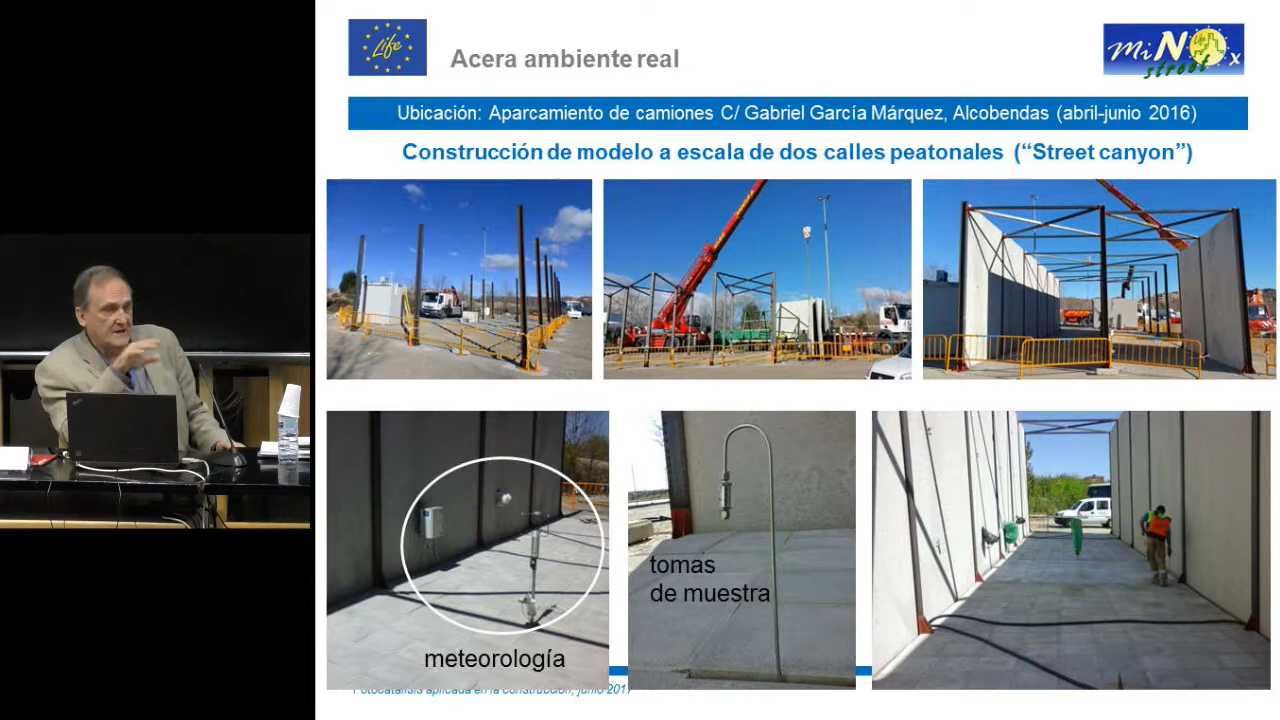 Life
Acera ambiente real
MiNOx
street
Ubicación: Aparcamiento de camiones C/ Gabriel García Márquez, Alcobendas (abril-junio 2016)
Construcción de modelo a escala de dos calles peatonales (“Street canyon”)
tomas
de muestra
meteorología
Fotocatálisis aplicada en la construcción, junio 2017